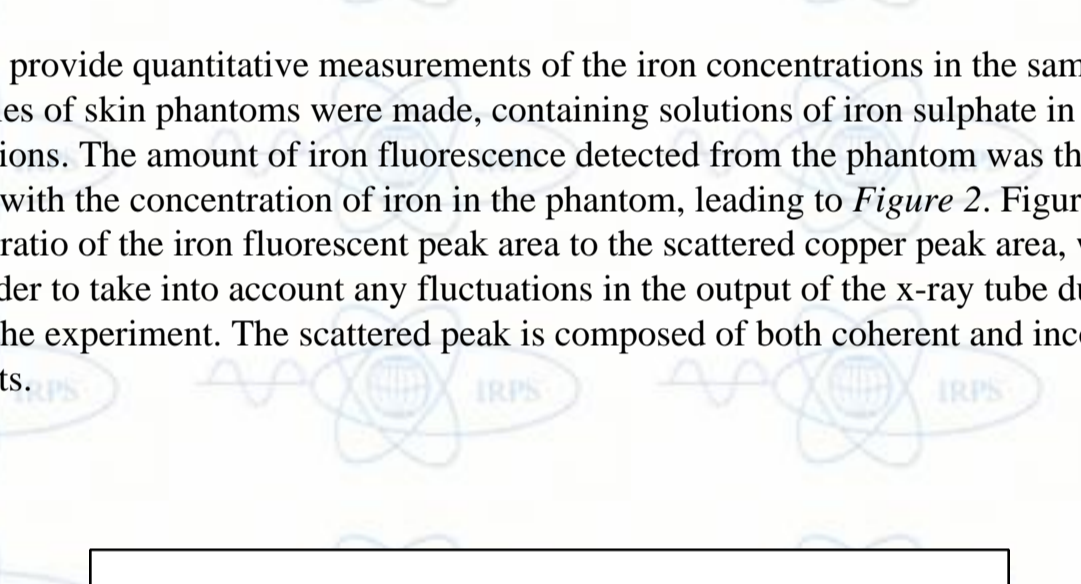 provide quantitative measurements of the iron concentrations in the sam
es of skin phantoms were made, containing solutions of iron sulphate in
ions. The amount of iron fluorescence detected from the phantom was th
with the concentration of iron in the phantom, leading to Figure 2. Figur
ratio of the iron fluorescent peak area to the scattered copper peak area,
der to take into account any fluctuations in the output of the x-ray tube du
he experiment. The scattered peak is composed of both coherent and inc
ts.
IRPS IRPS IRPS